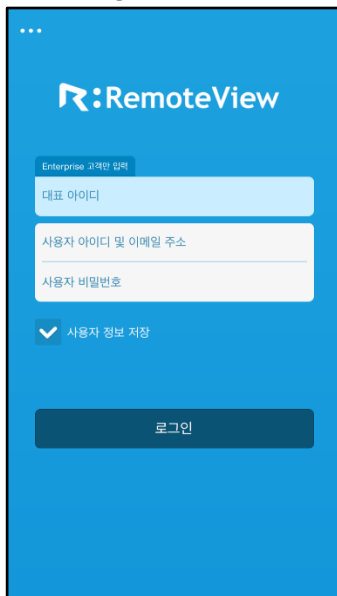 R:RemoteView
Enterprise 고객만 입력
대표 아이디
사용자 아이디 및 이메일 주소
사용자 비밀번호
사용자 정보 저장
로그인